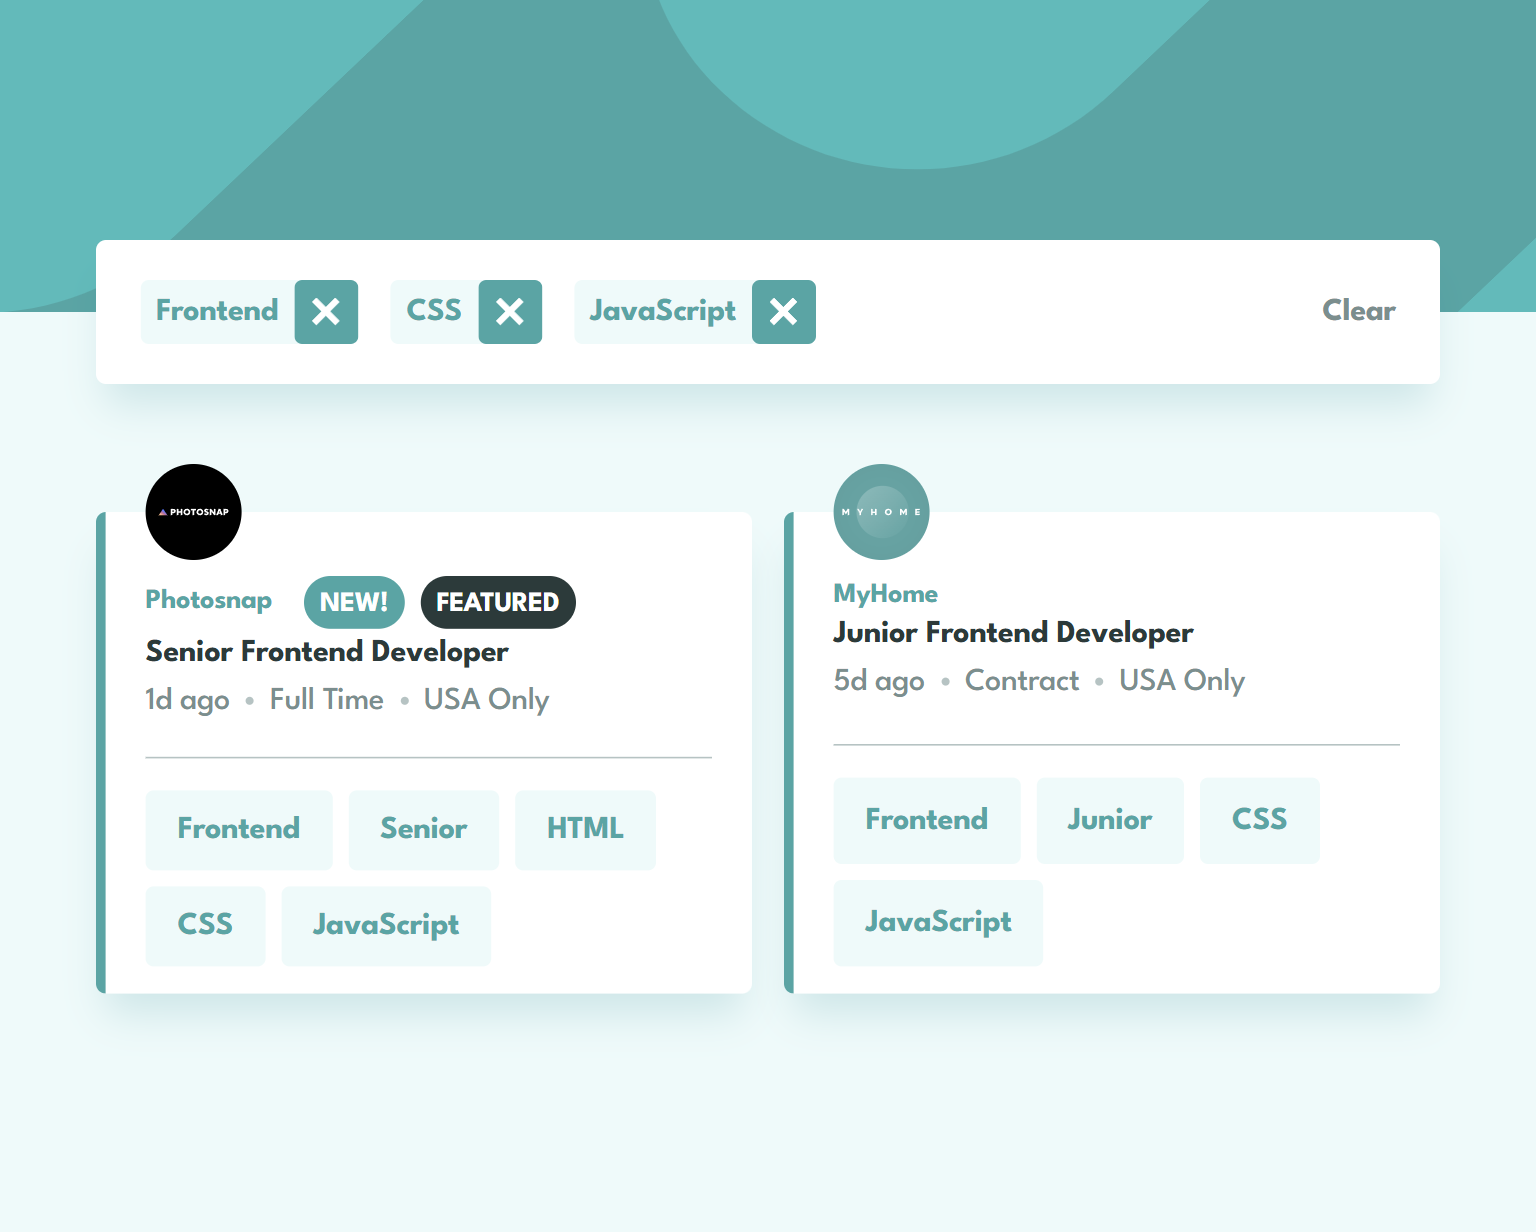 Frontend CSS JavaScript Clear
PHOTOSNAP
Photosnap NEW! FEATURED
Senior Frontend Developer
1d ago • Full Time • USA Only
Frontend Senior HTML
CSS JavaScript
MYHOME
MyHome
Junior Frontend Developer
5d ago • Contract • USA Only
Frontend Junior CSS
JavaScript